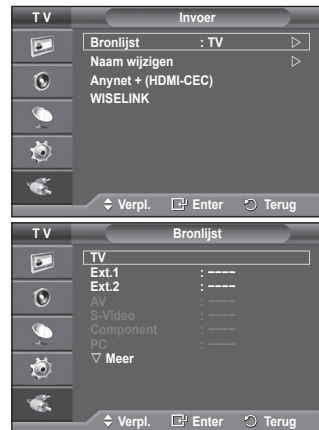 TV Invoer
Bronlijst : TV
Naam wijzigen
Anynet + (HDMI-CEC)
WISELINK
Verpl. Enter Terug
TV Bronlijst
TV
Ext.1 : ----
Ext.2 : ----
AV : ----
S-Video : ----
Component : ----
PC : ----
Meer
Verpl. Enter Terug